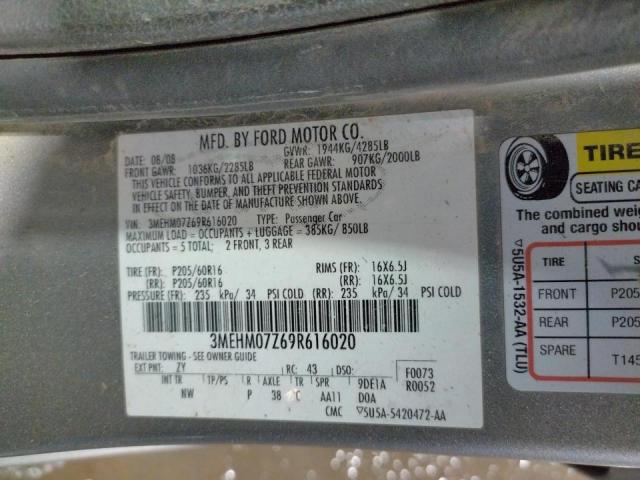 MFD. BY FORD MOTOR CO.
DATE: 08/08 GVWR: 1944KG/4285LB
FRONT GAWR: 1036KG/2285LB REAR GAWR: 907KG/2000LB
THIS VEHICLE CONFORMS TO ALL APPLICABLE FEDERAL MOTOR
VEHICLE SAFETY, BUMPER, AND THEFT PREVENTION STANDARDS
IN EFFECT ON THE DATE OF MANUFACTURE SHOWN ABOVE.
VIN: 3MEHM07Z69R616020 TYPE: Passenger Car
MAXIMUM LOAD = OCCUPANTS + LUGGAGE = 385KG/ 850LB
OCCUPANTS = 5 TOTAL; 2 FRONT, 3 REAR
TIRE (FR): P205/60R16 RIMS (FR): 16X6.5J
(RR): P205/60R16 (RR): 16X6.5J
PRESSURE (FR): 235 kPa/ 34 PSI COLD (RR): 235 kPa/ 34 PSI COLD
3MEHM07Z69R616020
TRAILER TOWING - SEE OWNER GUIDE
EXT PNT: ZY RC: 43 DSO: F0073
INT TR TP/PS R AXLE TR SPR 9DE1A R0052
NW P 38 C AA11 DOA
CMC ▽5U5A-5420472-AA
TIRE
SEATING CA
The combined weig
and cargo shou
TIRE S
FRONT P205
REAR P205
SPARE T145
▽5U5A-1532-AA (TLU)